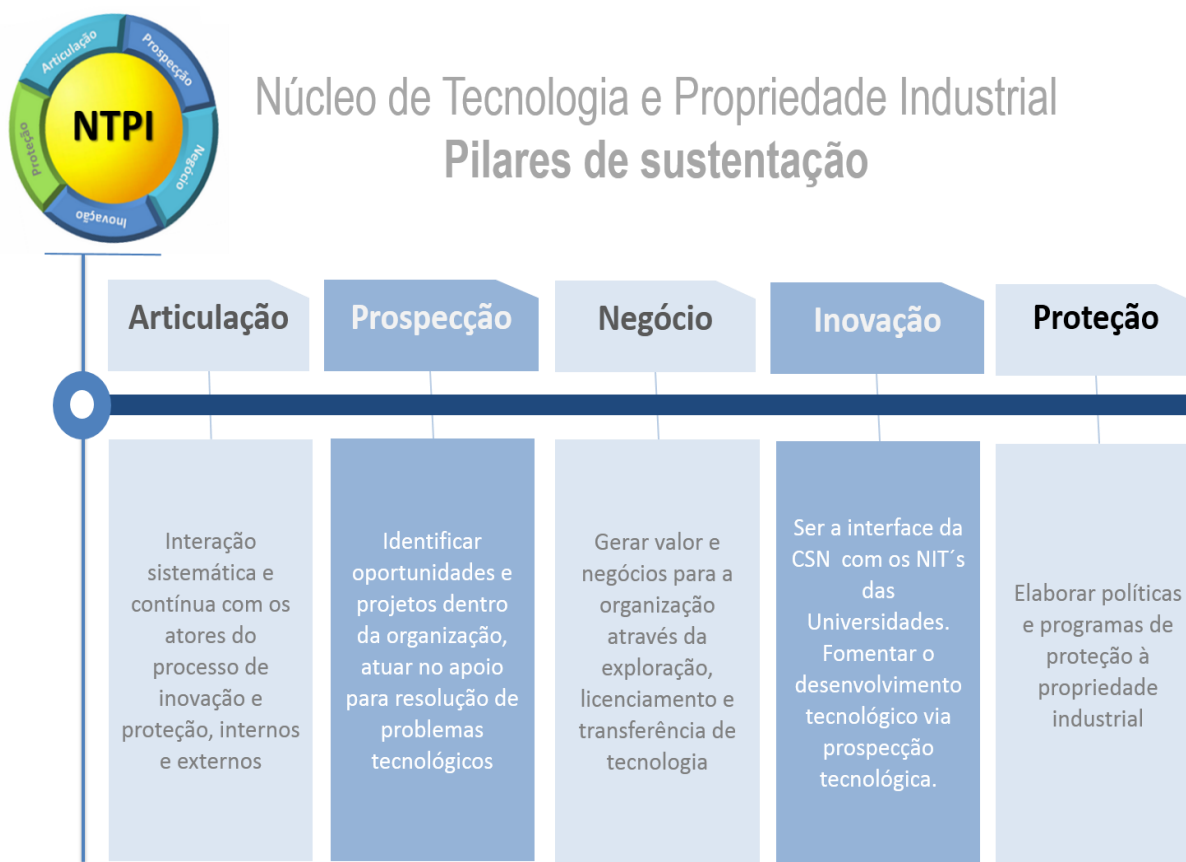 Articulação
Prospecção
Negócio
Inovação
Proteção
NTPI
Núcleo de Tecnologia e Propriedade Industrial
Pilares de sustentação
Articulação
Prospecção
Negócio
Inovação
Proteção
Interação
sistemática e
contínua com os
atores do
processo de
inovação e
proteção, internos
e externos
Identificar
oportunidades e
projetos dentro
da organização,
atuar no apoio
para resolução de
problemas
tecnológicos
Gerar valor e
negócios para a
organização
através da
exploração,
licenciamento e
transferência de
tecnologia
Ser a interface da
CSN com os NIT´s
das
Universidades.
Fomentar o
desenvolvimento
tecnológico via
prospecção
tecnológica.
Elaborar políticas
e programas de
proteção à
propriedade
industrial